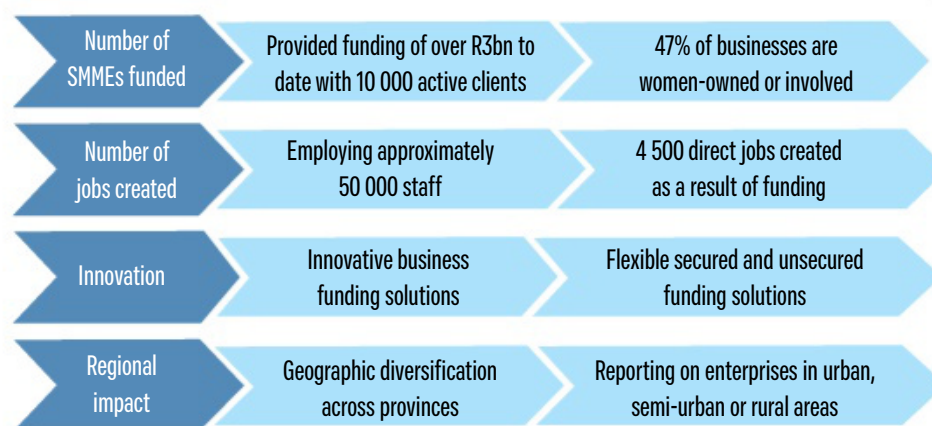 Number of
SMMEs funded
Provided funding of over R3bn to
date with 10 000 active clients
47% of businesses are
women-owned or involved
Number of
jobs created
Employing approximately
50 000 staff
4 500 direct jobs created
as a result of funding
Innovation
Innovative business
funding solutions
Flexible secured and unsecured
funding solutions
Regional
impact
Geographic diversification
across provinces
Reporting on enterprises in urban,
semi-urban or rural areas